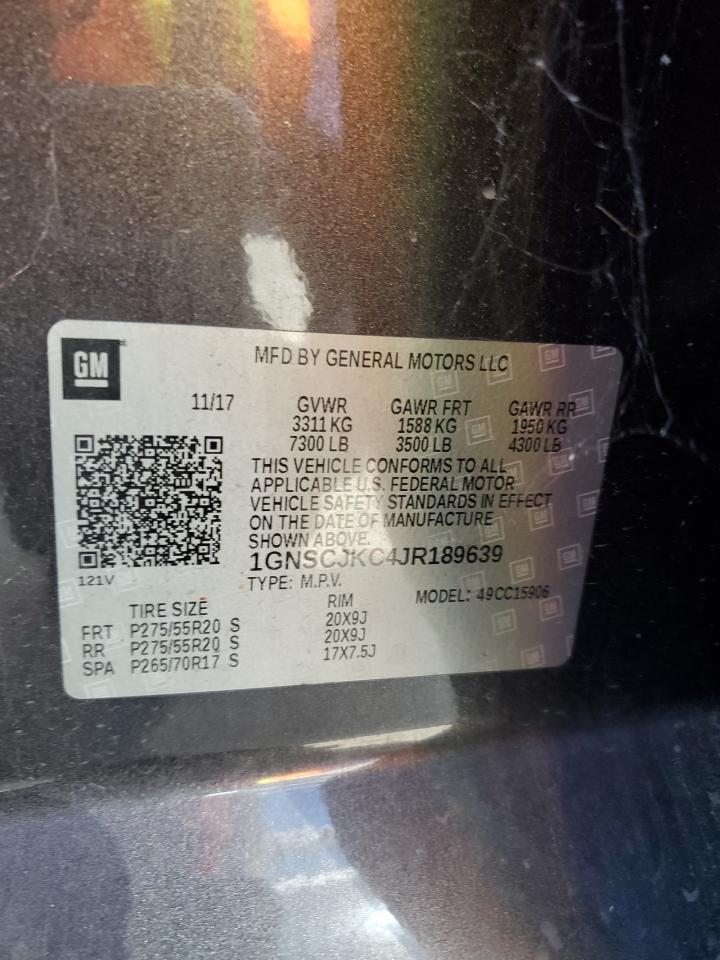 GM
MFD BY GENERAL MOTORS LLC
11/17 GVWR GAWR FRT GAWR RR
3311 KG 1588 KG 1950 KG
7300 LB 3500 LB 4300 LB
THIS VEHICLE CONFORMS TO ALL
APPLICABLE U.S. FEDERAL MOTOR
VEHICLE SAFETY STANDARDS IN EFFECT
ON THE DATE OF MANUFACTURE
SHOWN ABOVE.
1GNSCJKC4JR189639
121V
TYPE: M.P.V. MODEL: 49CC15906
TIRE SIZE RIM
FRT P275/55R20 S 20X9J
RR P275/55R20 S 20X9J
SPA P265/70R17 S 17X7.5J